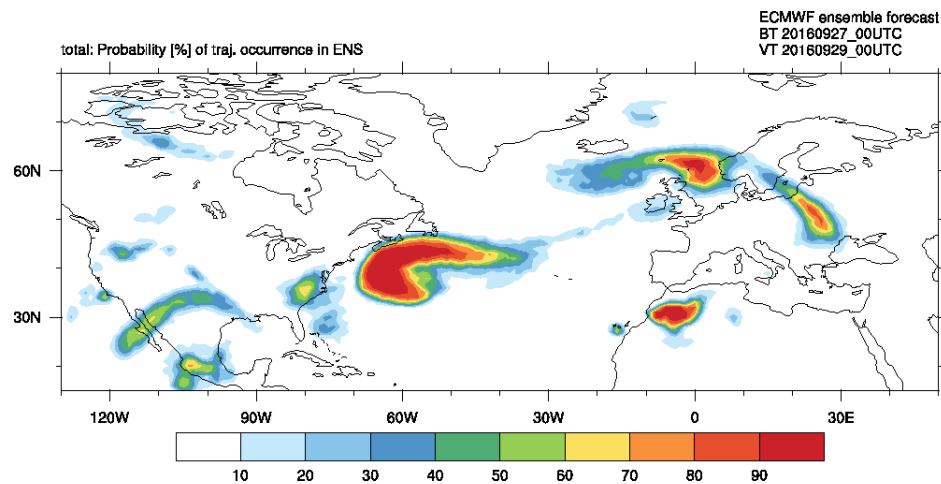 ECMWF ensemble forecast
BT 20160927_00UTC
VT 20160929_00UTC
total: Probability [%] of traj. occurrence in ENS
60N
30N
120W 90W 60W 30W 0 30E
10 20 30 40 50 60 70 80 90